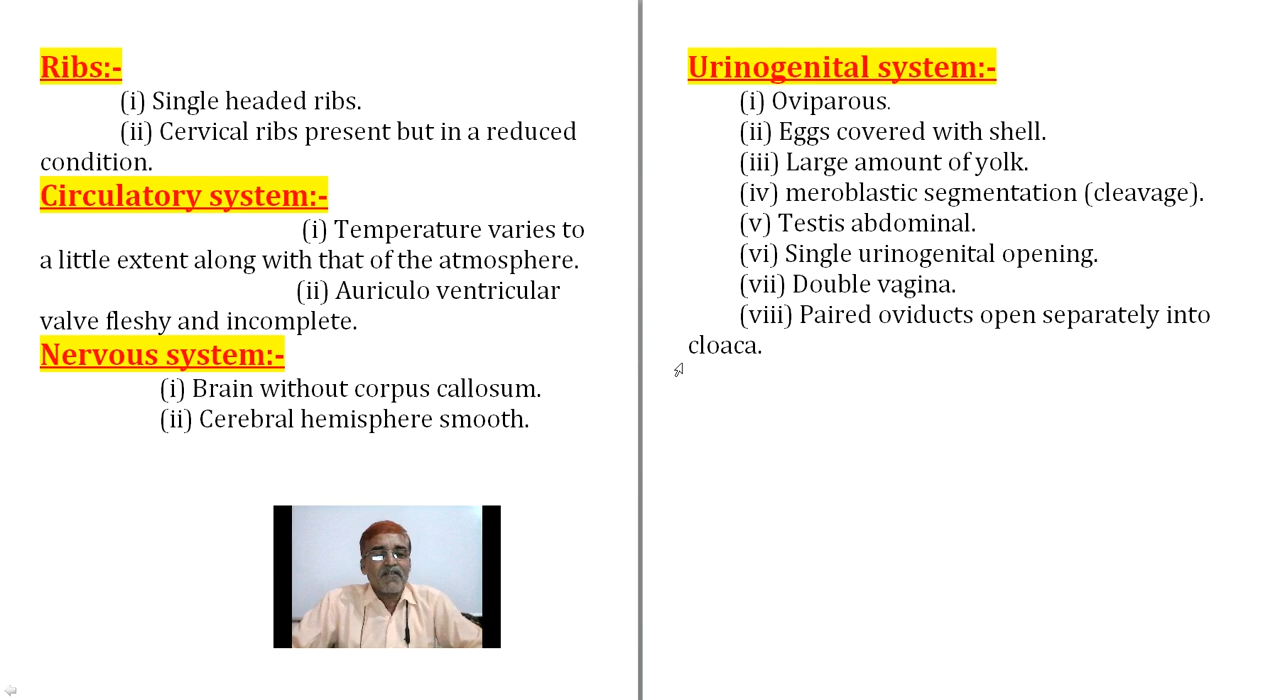 Ribs:-
(i) Single headed ribs.
(ii) Cervical ribs present but in a reduced
condition.
Circulatory system:-
(i) Temperature varies to
a little extent along with that of the atmosphere.
(ii) Auriculo ventricular
valve fleshy and incomplete.
Nervous system:-
(i) Brain without corpus callosum.
(ii) Cerebral hemisphere smooth.
Urinogenital system:-
(i) Oviparous.
(ii) Eggs covered with shell.
(iii) Large amount of yolk.
(iv) meroblastic segmentation (cleavage).
(v) Testis abdominal.
(vi) Single urinogenital opening.
(vii) Double vagina.
(viii) Paired oviducts open separately into
cloaca.